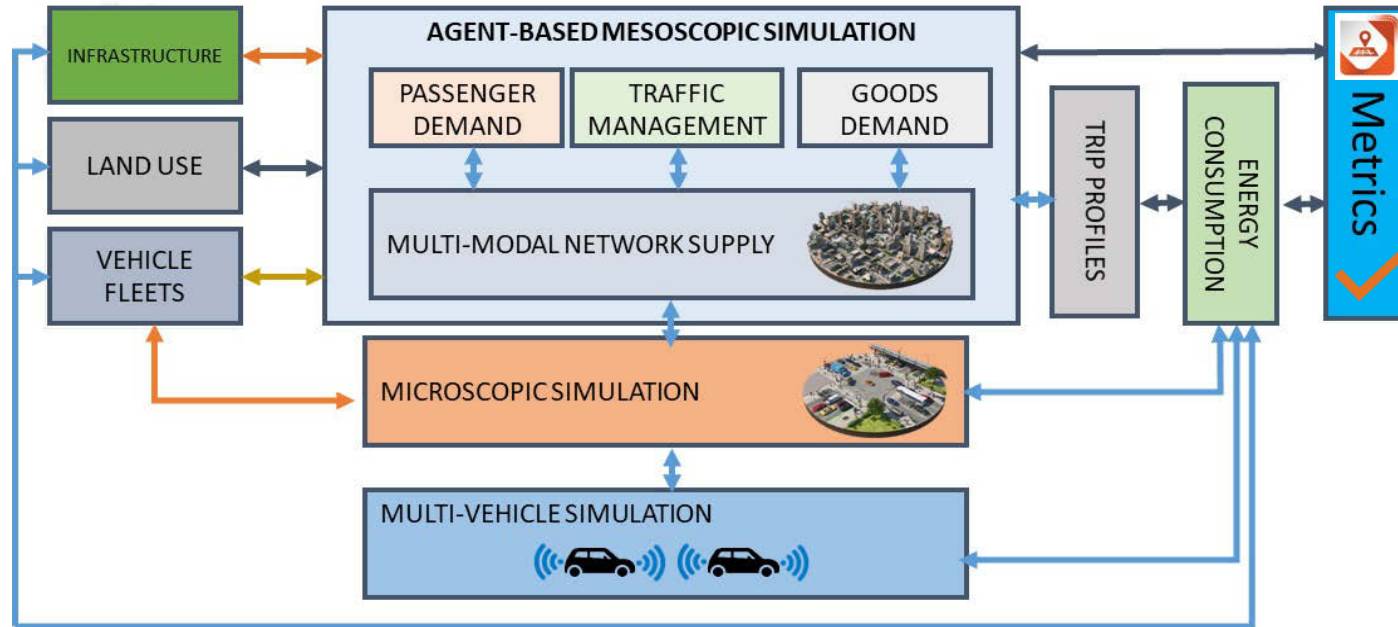 AGENT-BASED MESOSCOPIC SIMULATION
INFRASTRUCTURE
PASSENGER
DEMAND
TRAFFIC
MANAGEMENT
GOODS
DEMAND
LAND USE
MULTI-MODAL NETWORK SUPPLY
VEHICLE
FLEETS
TRIP PROFILES
ENERGY
CONSUMPTION
Metrics
MICROSCOPIC SIMULATION
MULTI-VEHICLE SIMULATION